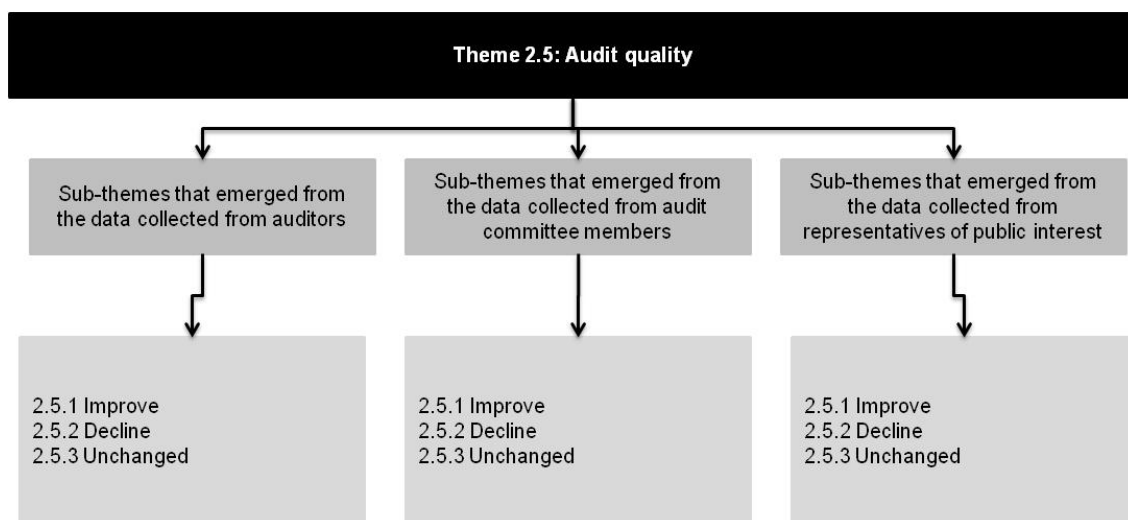 Theme 2.5: Audit quality
Sub-themes that emerged from
the data collected from auditors
Sub-themes that emerged from
the data collected from audit
committee members
Sub-themes that emerged from
the data collected from
representatives of public interest
2.5.1 Improve
2.5.2 Decline
2.5.3 Unchanged
2.5.1 Improve
2.5.2 Decline
2.5.3 Unchanged
2.5.1 Improve
2.5.2 Decline
2.5.3 Unchanged